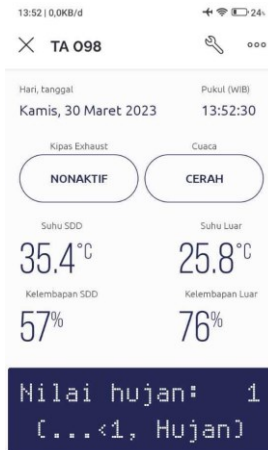 13:52 | 0,0KB/d 24%
TA 098
Hari, tanggal Pukul (WIB)
Kamis, 30 Maret 2023 13:52:30
Kipas Exhaust Cuaca
NONAKTIF CERAH
Suhu SDD Suhu Luar
35.4°C 25.8°C
Kelembapan SDD Kelembapan Luar
57% 76%
Nilai hujan: 1
(...<1, Hujan)